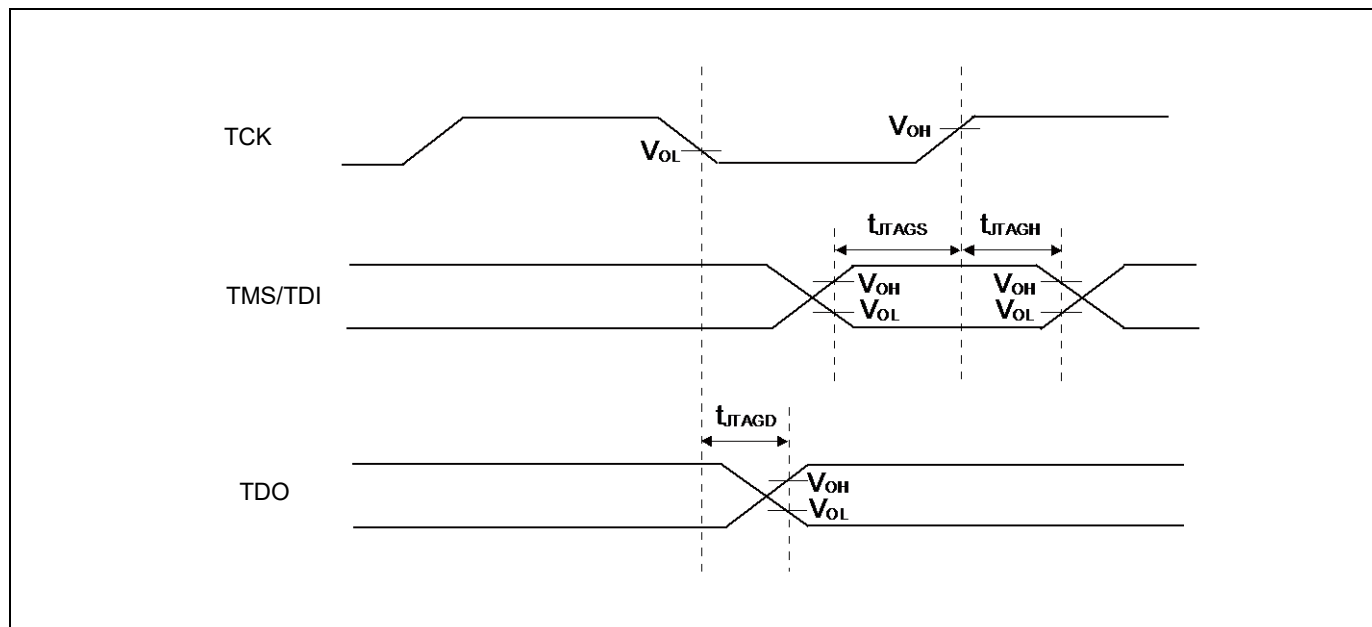 TCK
VOL
VOH
tJTAGS
tJTAGH
TMS/TDI
VOH
VOL
VOH
VOL
tJTAGD
TDO
VOH
VOL